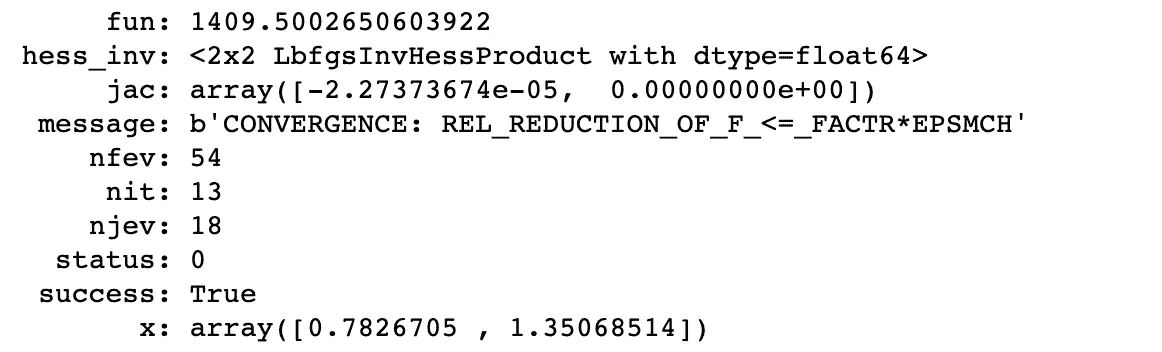 fun: 1409.5002650603922
hess_inv: <2x2 LbfgsInvHessProduct with dtype=float64>
jac: array([-2.27373674e-05,  0.00000000e+00])
message: b'CONVERGENCE: REL_REDUCTION_OF_F_<=_FACTR*EPSMCH'
nfev: 54
nit: 13
njev: 18
status: 0
success: True
x: array([0.7826705 , 1.35068514])